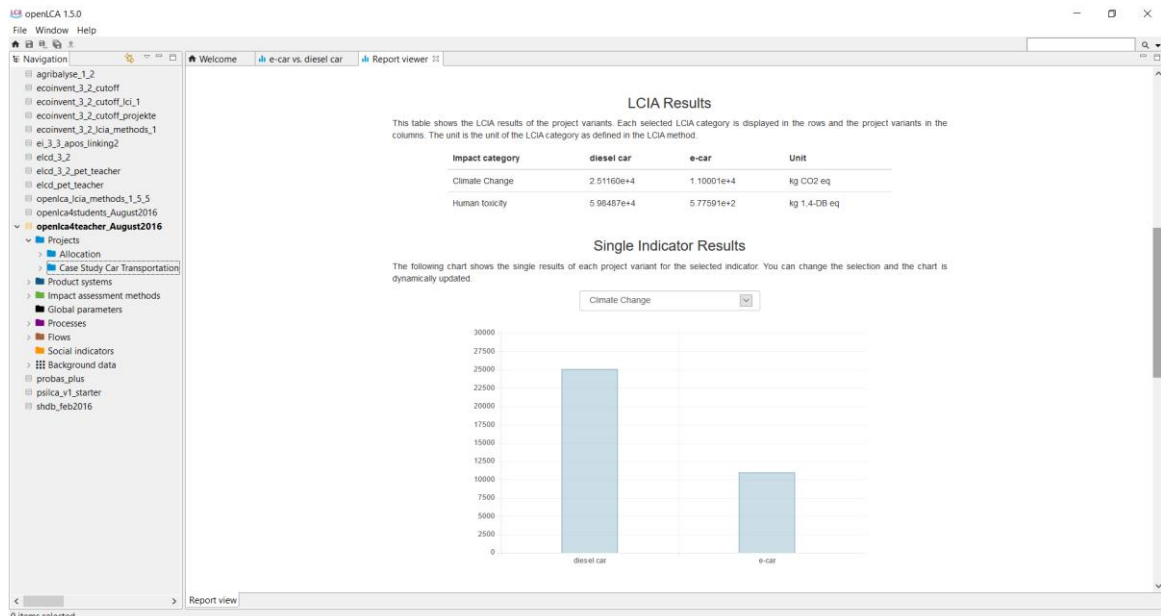 openLCA 1.5.0
File Window Help
Navigation
Welcome
e-car vs. diesel car
Report viewer
agribalyse_1_2
ecoinvent_3_2_cutoff
ecoinvent_3_2_cutoff_lci_1
ecoinvent_3_2_cutoff_projekte
ecoinvent_3_2_lcia_methods_1
ei_3_3_apos_linking2
elcd_3_2
elcd_3_2_pet_teacher
elcd_pet_teacher
openlca_lcia_methods_1_5_5
openlca4students_August2016
openlca4teacher_August2016
Projects
Allocation
Case Study Car Transportation
Product systems
Impact assessment methods
Global parameters
Processes
Flows
Social indicators
Background data
probas_plus
psilca_v1_starter
shdb_feb2016
LCIA Results
This table shows the LCIA results of the project variants. Each selected LCIA category is displayed in the rows and the project variants in the
columns. The unit is the unit of the LCIA category as defined in the LCIA method.
Impact category diesel car e-car Unit
Climate Change 2.51160e+4 1.10001e+4 kg CO2 eq
Human toxicity 5.98487e+4 5.77591e+2 kg 1,4-DB eq
Single Indicator Results
The following chart shows the single results of each project variant for the selected indicator. You can change the selection and the chart is
dynamically updated.
Climate Change
30000
27500
25000
22500
20000
17500
15000
12500
10000
7500
5000
2500
0
diesel car e-car
Report view
0 items selected